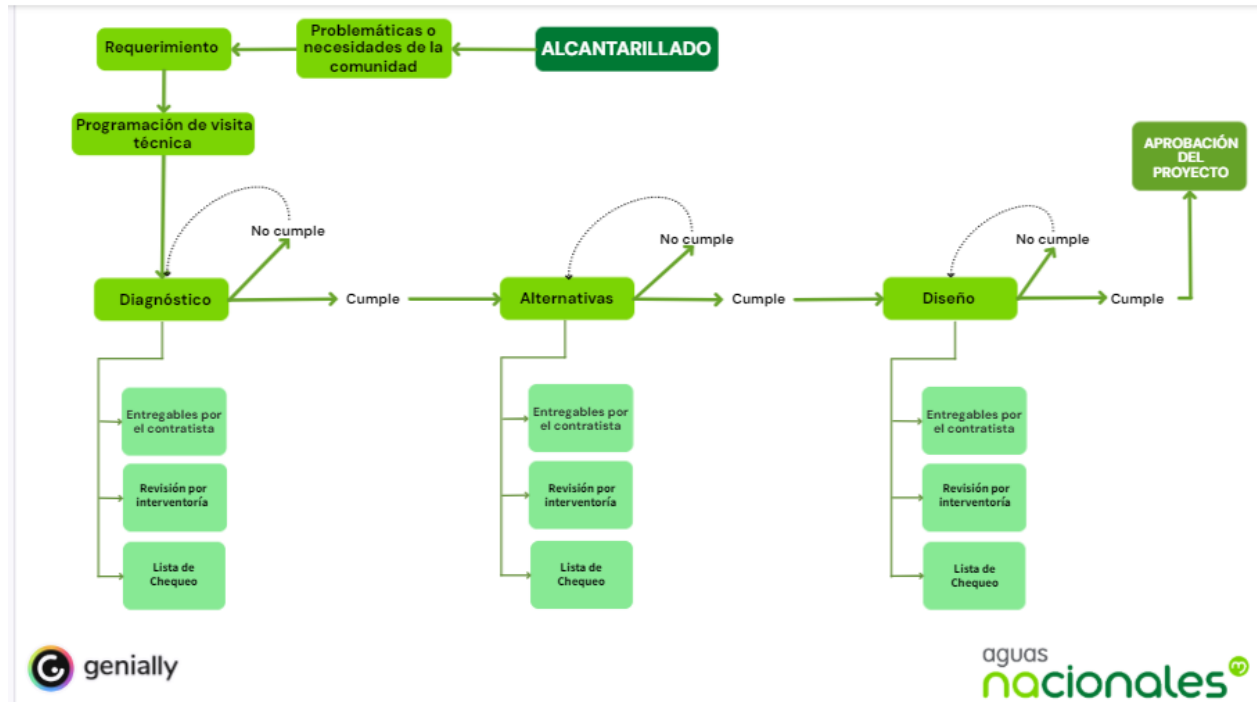 Requerimiento
Problemáticas o
necesidades de la
comunidad
ALCANTARILLADO
Programación de visita
técnica
APROBACIÓN
DEL
PROYECTO
No cumple
No cumple
No cumple
Diagnóstico
Cumple
Alternativas
Cumple
Diseño
Cumple
Entregables por
el contratista
Revisión por
interventoría
Lista de
Chequeo
Entregables por
el contratista
Revisión por
interventoría
Lista de
Chequeo
Entregables por
el contratista
Revisión por
interventoría
Lista de
Chequeo
genially
aguas
nacionales